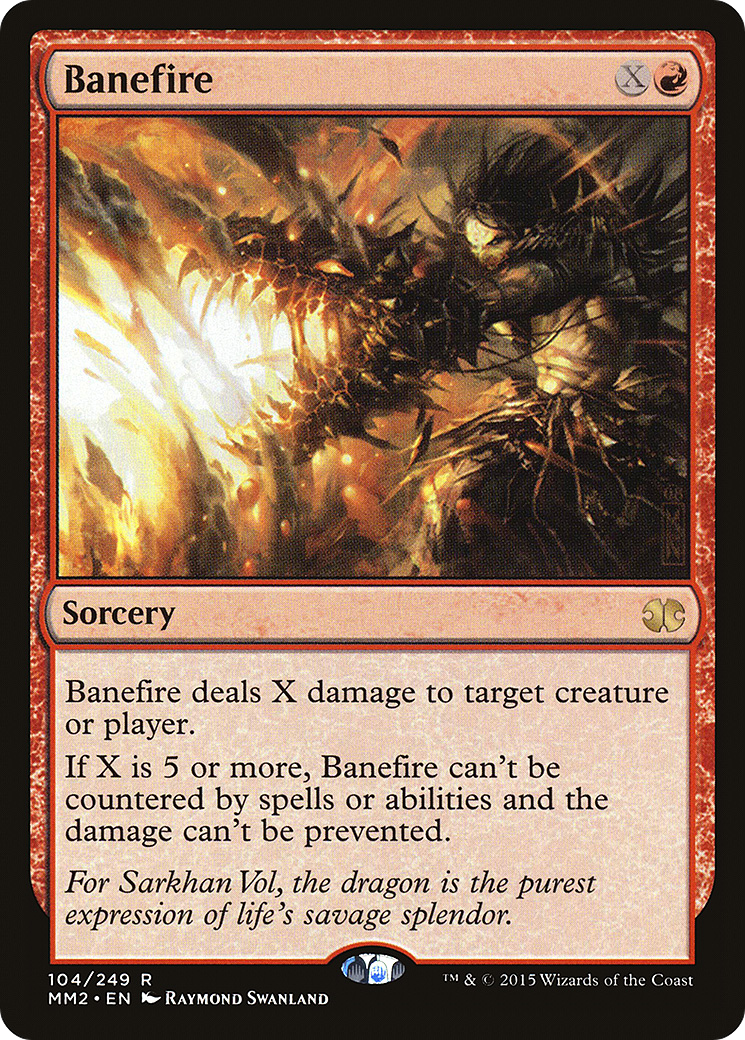 Banefire X
Sorcery
Banefire deals X damage to target creature
or player.
If X is 5 or more, Banefire can't be
countered by spells or abilities and the
damage can't be prevented.
For Sarkhan Vol, the dragon is the purest
expression of life's savage splendor.
104/249 R ™ & © 2015 Wizards of the Coast
MM2 • EN Raymond Swanland